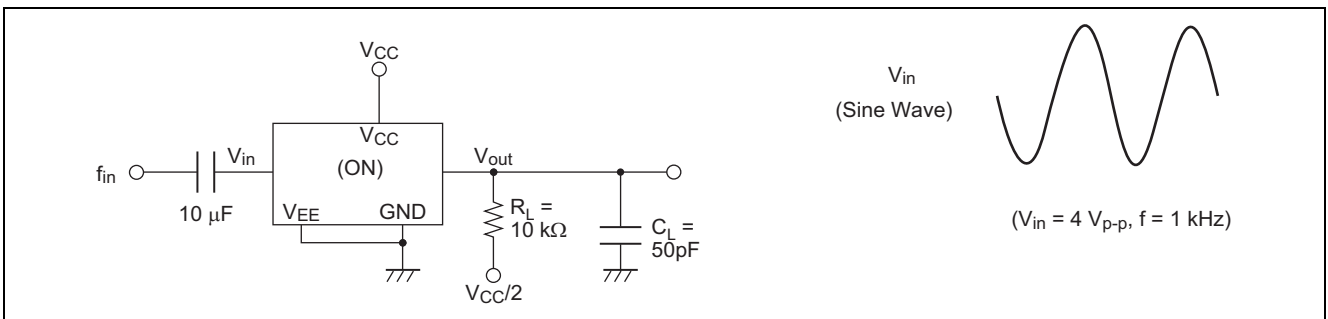 VCC
VCC
fin
Vin
(ON)
Vout
10 μF
VEE
GND
RL =
10 kΩ
CL =
50pF
VCC/2
Vin
(Sine Wave)
(Vin = 4 Vp-p, f = 1 kHz)